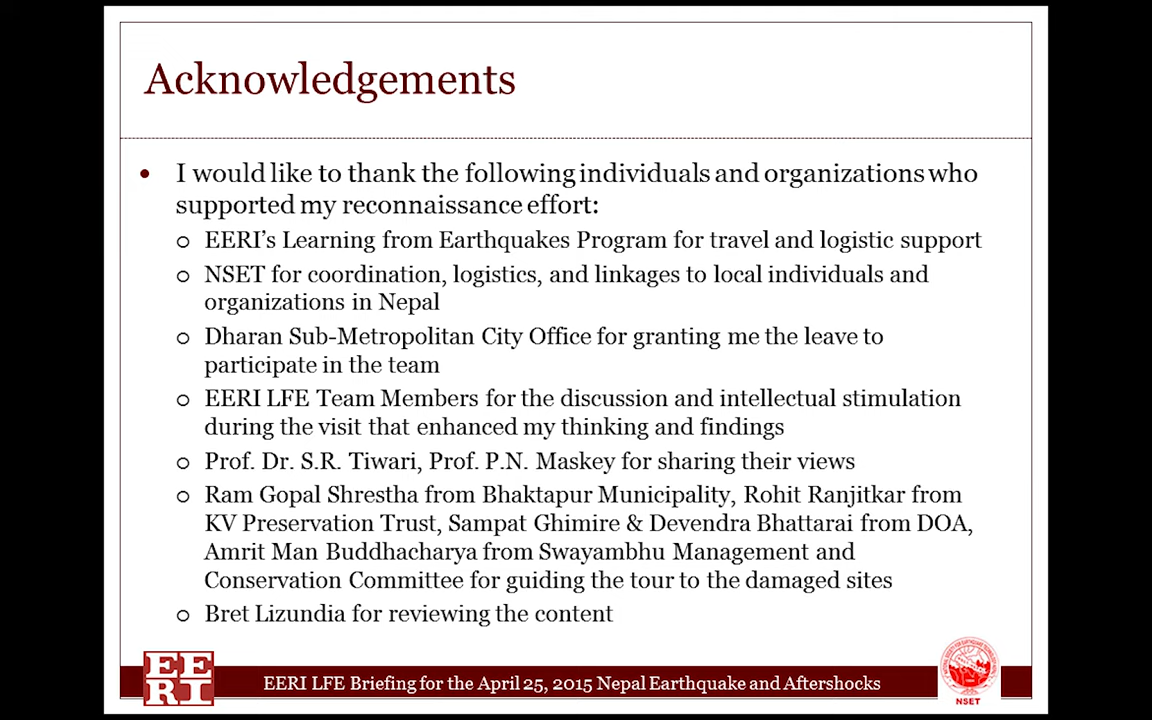 Acknowledgements
• I would like to thank the following individuals and organizations who
supported my reconnaissance effort:
o EERI’s Learning from Earthquakes Program for travel and logistic support
o NSET for coordination, logistics, and linkages to local individuals and
organizations in Nepal
o Dharan Sub-Metropolitan City Office for granting me the leave to
participate in the team
o EERI LFE Team Members for the discussion and intellectual stimulation
during the visit that enhanced my thinking and findings
o Prof. Dr. S.R. Tiwari, Prof. P.N. Maskey for sharing their views
o Ram Gopal Shrestha from Bhaktapur Municipality, Rohit Ranjitkar from
KV Preservation Trust, Sampat Ghimire & Devendra Bhattarai from DOA,
Amrit Man Buddhacharya from Swayambhu Management and
Conservation Committee for guiding the tour to the damaged sites
o Bret Lizundia for reviewing the content
EE
RI
EERI LFE Briefing for the April 25, 2015 Nepal Earthquake and Aftershocks
NSET